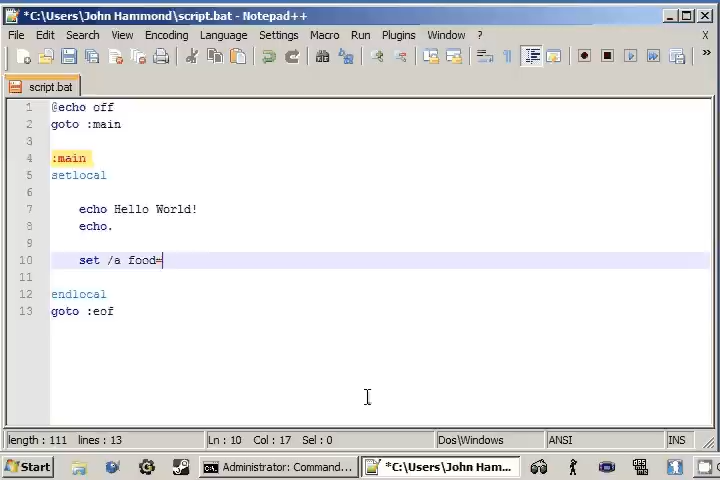 *C:\Users\John Hammond\script.bat - Notepad++
File Edit Search View Encoding Language Settings Macro Run Plugins Window ? X
script.bat
1 @echo off
2 goto :main
3
4 :main
5 setlocal
6
7 echo Hello World!
8 echo.
9
10 set /a food=
11
12 endlocal
13 goto :eof
length : 111 lines : 13 Ln : 10 Col : 17 Sel : 0 Dos\Windows ANSI INS
Start Administrator: Command... *C:\Users\John Hamm...